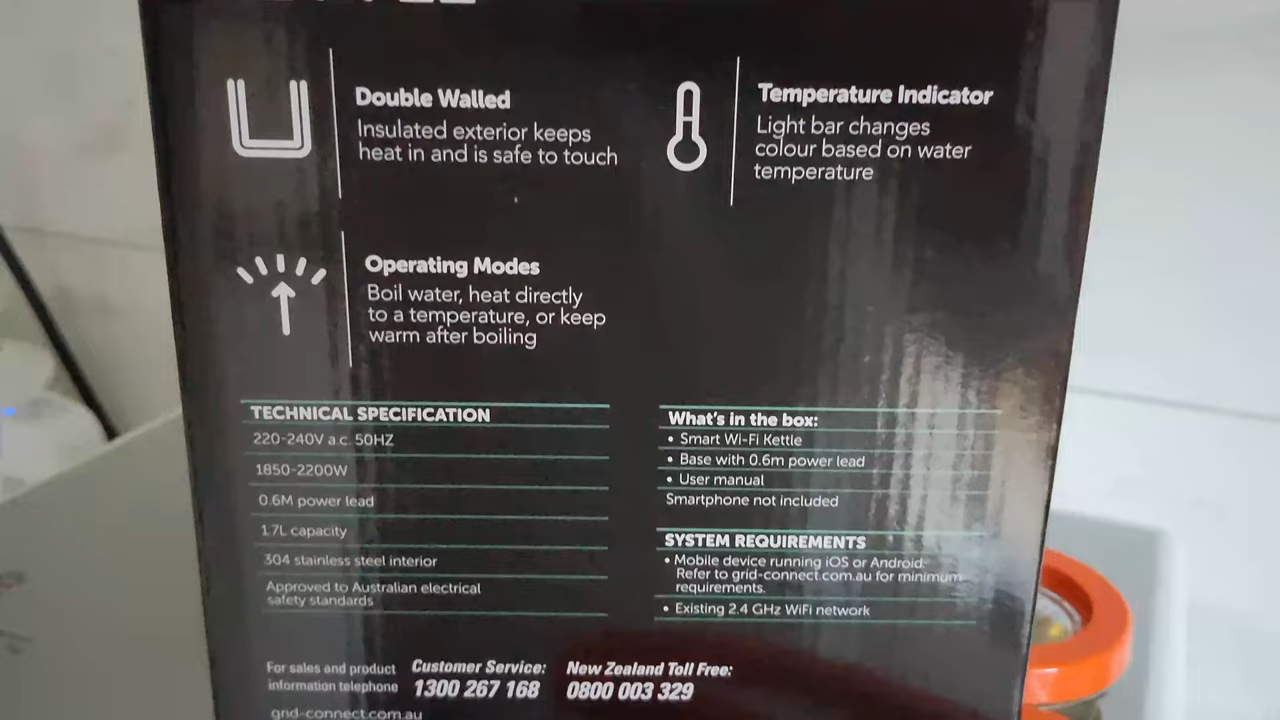 Double Walled
Insulated exterior keeps
heat in and is safe to touch
Temperature Indicator
Light bar changes
colour based on water
temperature
Operating Modes
Boil water, heat directly
to a temperature, or keep
warm after boiling
TECHNICAL SPECIFICATION
220-240V a.c. 50HZ
1850-2200W
0.6M power lead
1.7L capacity
304 stainless steel interior
Approved to Australian electrical
safety standards
What's in the box:
• Smart Wi-Fi Kettle
• Base with 0.6m power lead
• User manual
Smartphone not included
SYSTEM REQUIREMENTS
• Mobile device running iOS or Android.
Refer to grid-connect.com.au for minimum
requirements.
• Existing 2.4 GHz WiFi network
For sales and product
information telephone
Customer Service:
1300 267 168
New Zealand Toll Free:
0800 003 329
grid-connect.com.au